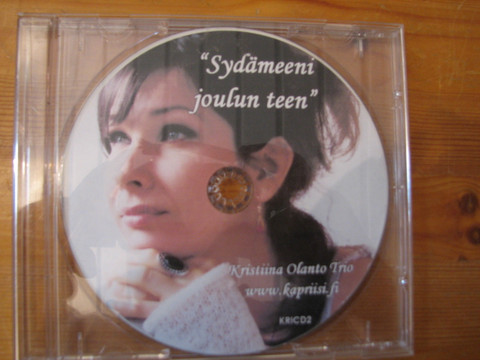 “Sydämeeni
joulun teen”
Kristiina Olanto Trio
www.kapriisi.fi
KRICD2